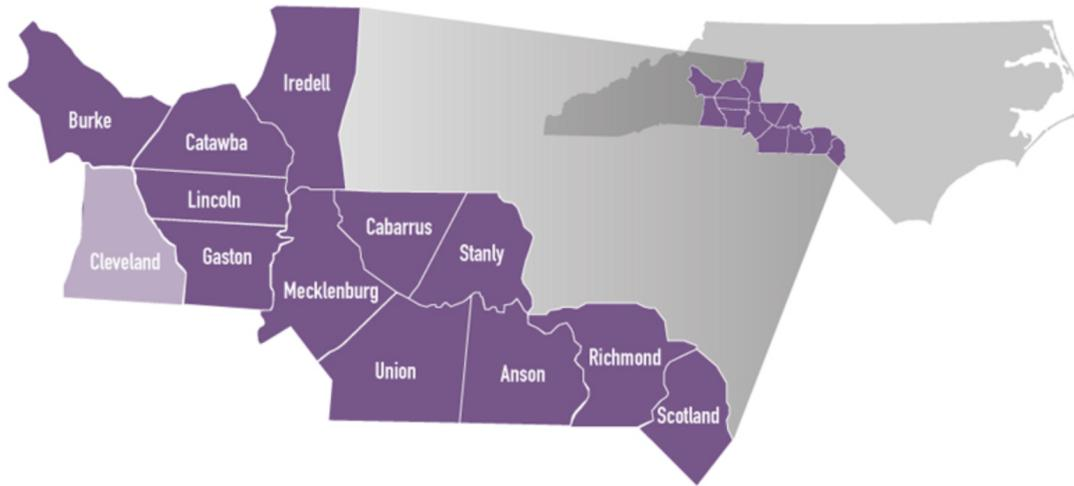 Iredell
Burke
Catawba
Lincoln
Cabarrus
Stanly
Gaston
Cleveland
Mecklenburg
Richmond
Union
Anson
Scotland